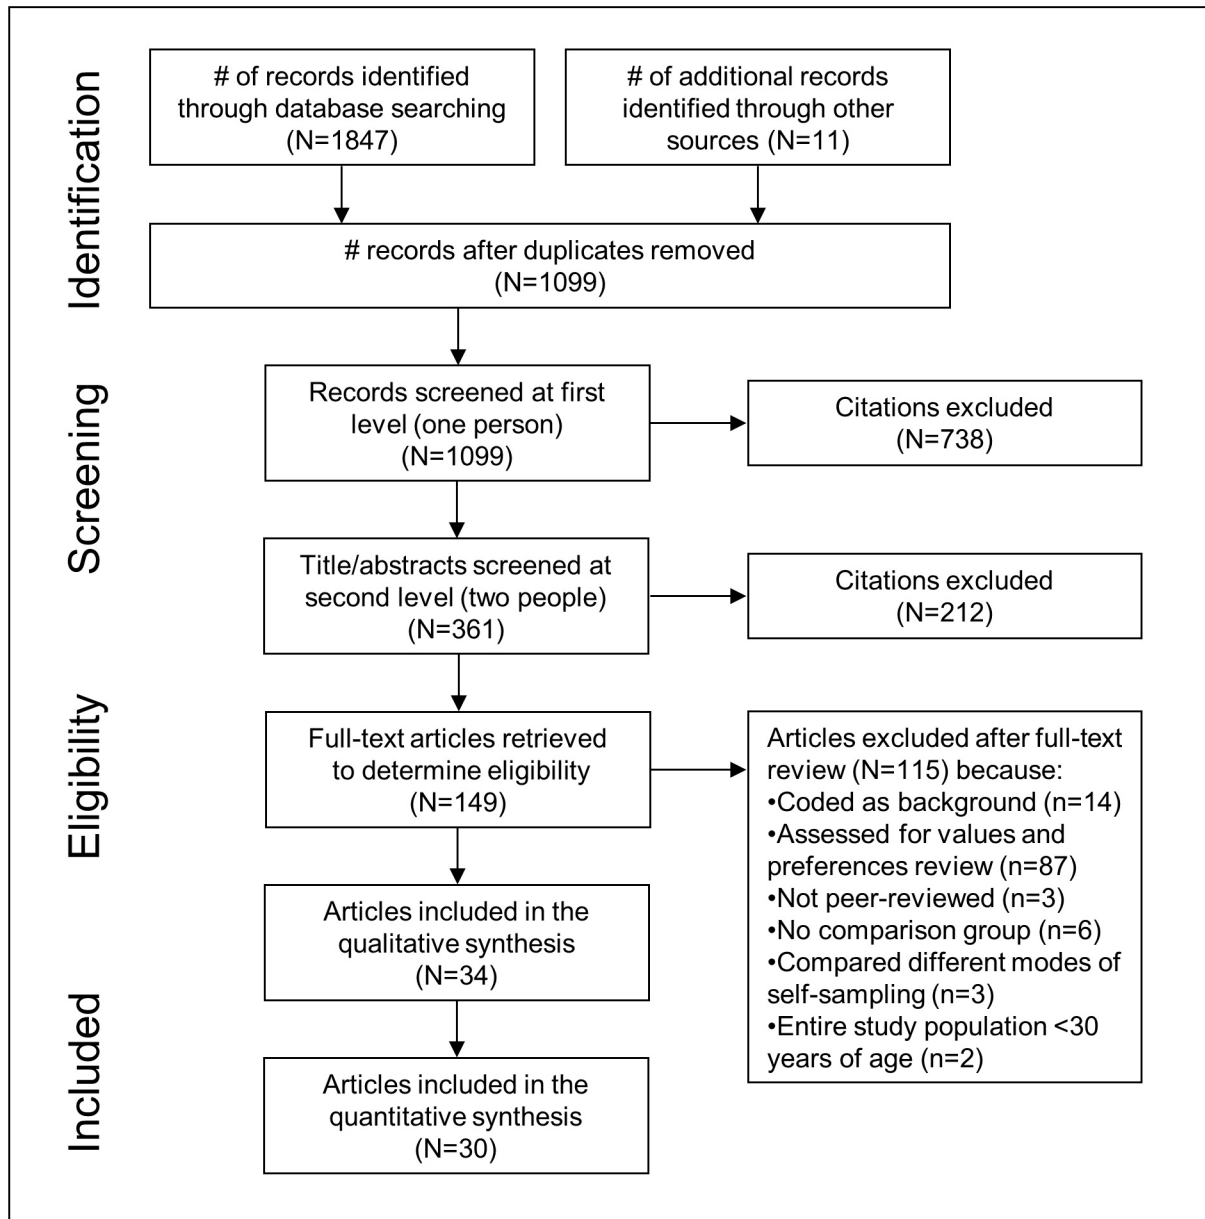 Identification
# of records identified
through database searching
(N=1847)
# of additional records
identified through other
sources (N=11)
# records after duplicates removed
(N=1099)
Screening
Records screened at first
level (one person)
(N=1099)
Citations excluded
(N=738)
Title/abstracts screened at
second level (two people)
(N=361)
Citations excluded
(N=212)
Eligibility
Full-text articles retrieved
to determine eligibility
(N=149)
Articles excluded after full-text
review (N=115) because:
•Coded as background (n=14)
•Assessed for values and
preferences review (n=87)
•Not peer-reviewed (n=3)
•No comparison group (n=6)
•Compared different modes of
self-sampling (n=3)
•Entire study population <30
years of age (n=2)
Articles included in the
qualitative synthesis
(N=34)
Included
Articles included in the
quantitative synthesis
(N=30)